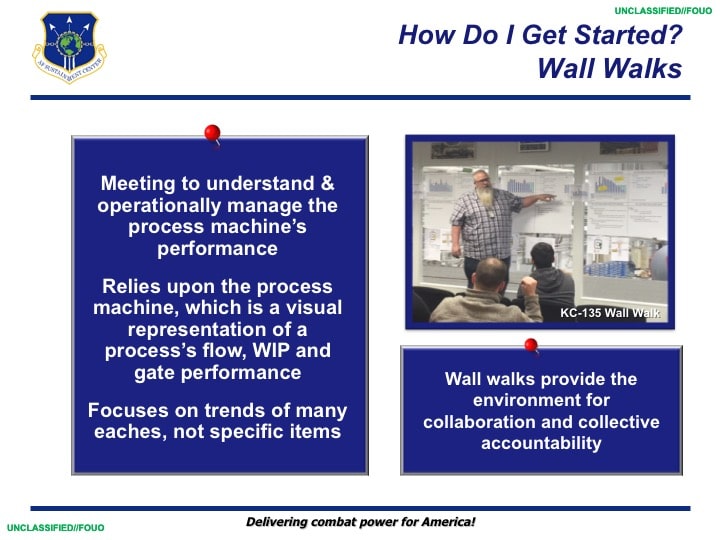 UNCLASSIFIED//FOUO
How Do I Get Started?
Wall Walks
AF SUSTAINMENT CENTER
Meeting to understand &
operationally manage the
process machine's
performance
Relies upon the process
machine, which is a visual
representation of a
process's flow, WIP and
gate performance
Focuses on trends of many
eaches, not specific items
KC-135 Wall Walk
Wall walks provide the
environment for
collaboration and collective
accountability
Delivering combat power for America!
UNCLASSIFIED//FOUO